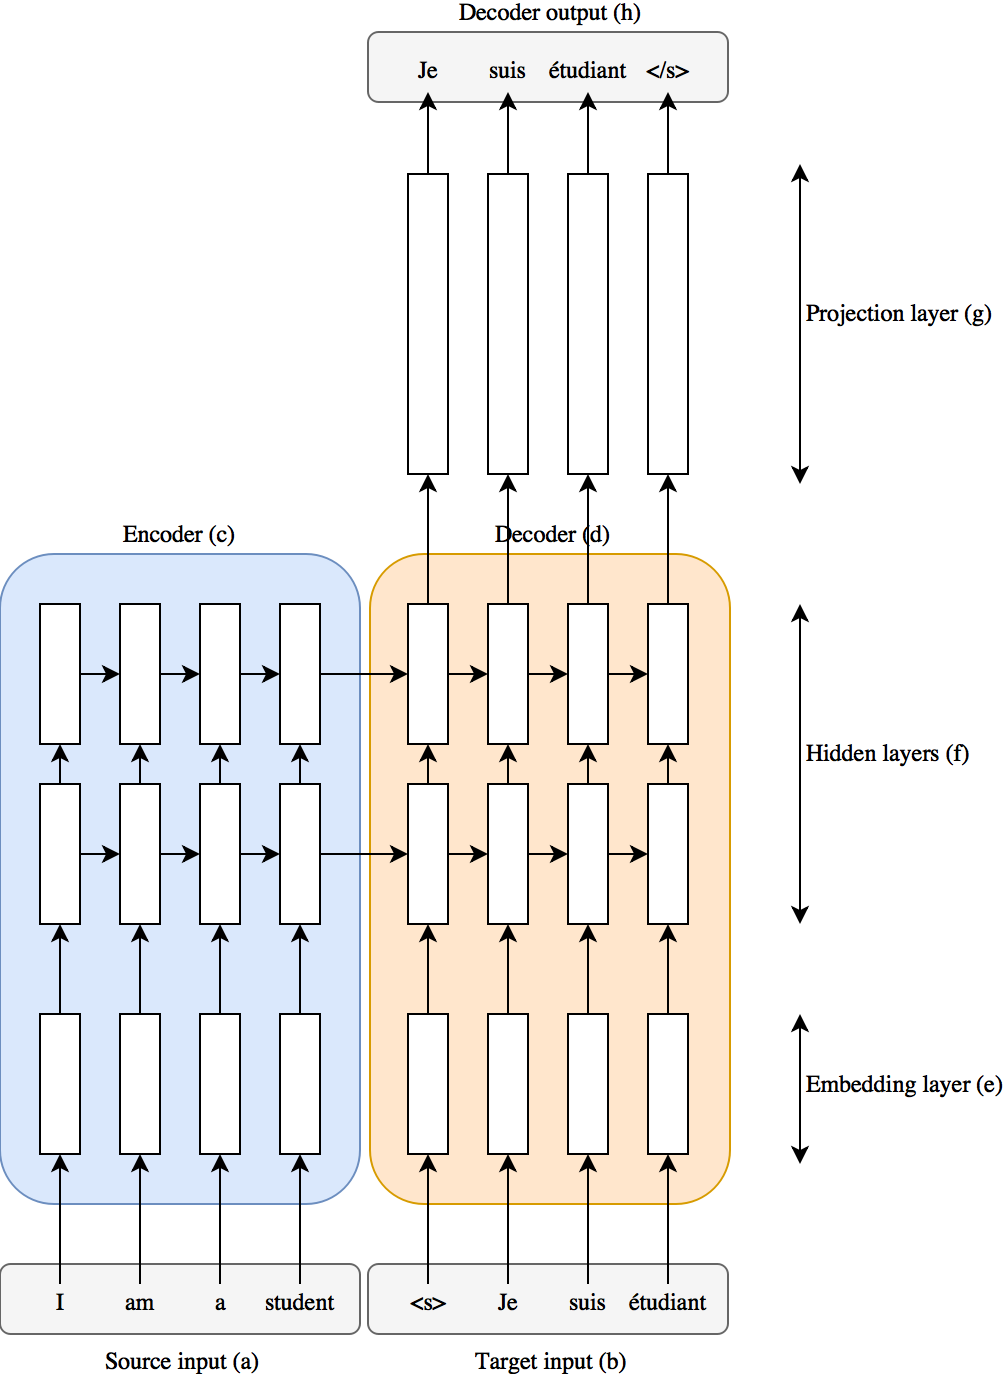 Decoder output (h)
Je suis étudiant </s>
Projection layer (g)
Encoder (c)
Decoder (d)
Hidden layers (f)
Embedding layer (e)
I am a student
<s> Je suis étudiant
Source input (a)
Target input (b)